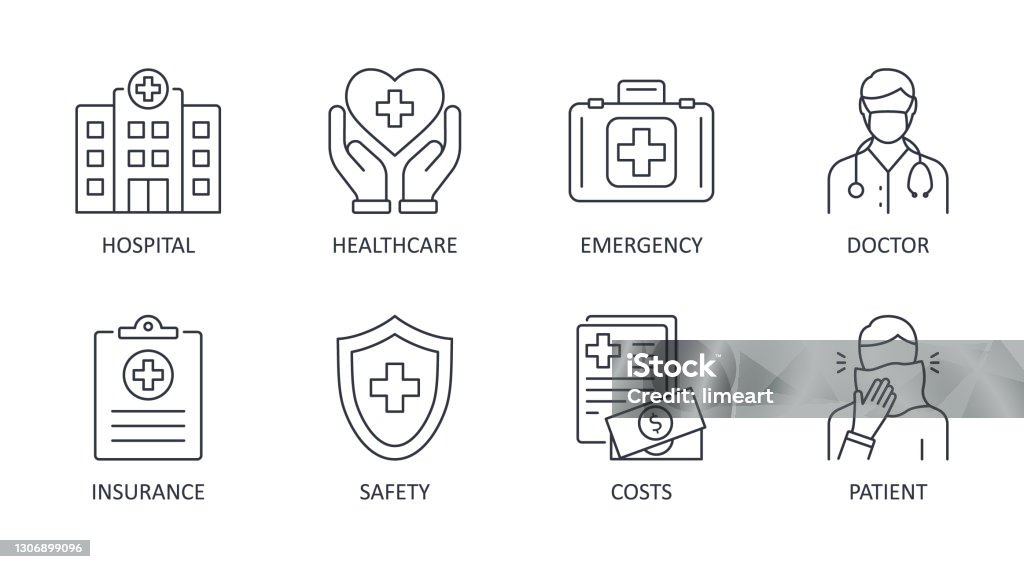 HOSPITAL HEALTHCARE EMERGENCY DOCTOR
iStock
Credit: limeart
$
INSURANCE SAFETY COSTS PATIENT
1306899096